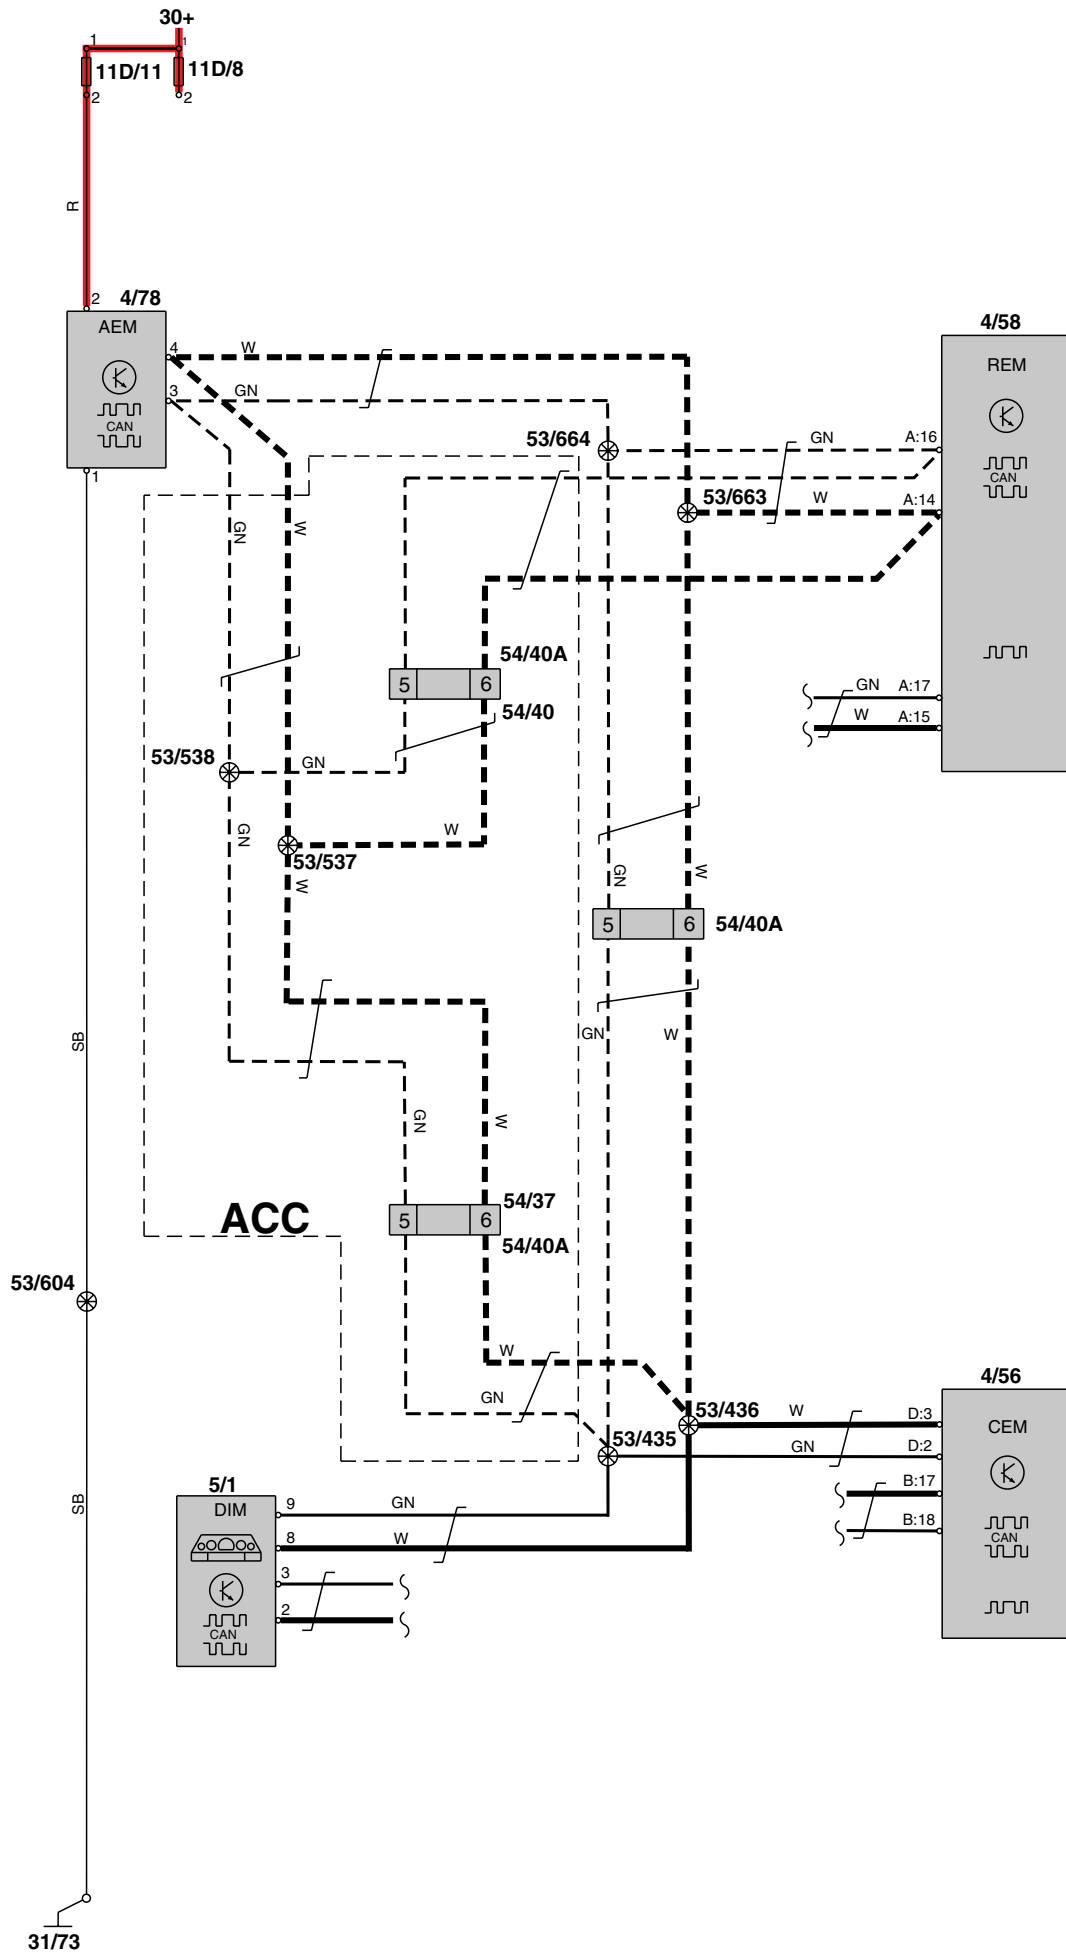 30+
1
1
11D/11
11D/8
2
2
R
2
4/78
AEM
4
3
CAN
1
W
GN
4/58
REM
CAN
53/664
GN
A:16
53/663
W
A:14
GN
W
54/40A
5
6
54/40
GN
A:17
W
A:15
53/538
GN
GN
W
53/537
W
GN
W
5
6
54/40A
SB
GN
W
GN
W
54/37
5
6
54/40A
ACC
53/604
W
GN
4/56
CEM
CAN
53/436
W
D:3
53/435
GN
D:2
B:17
B:18
SB
5/1
DIM
CAN
9
GN
8
W
3
2
31/73